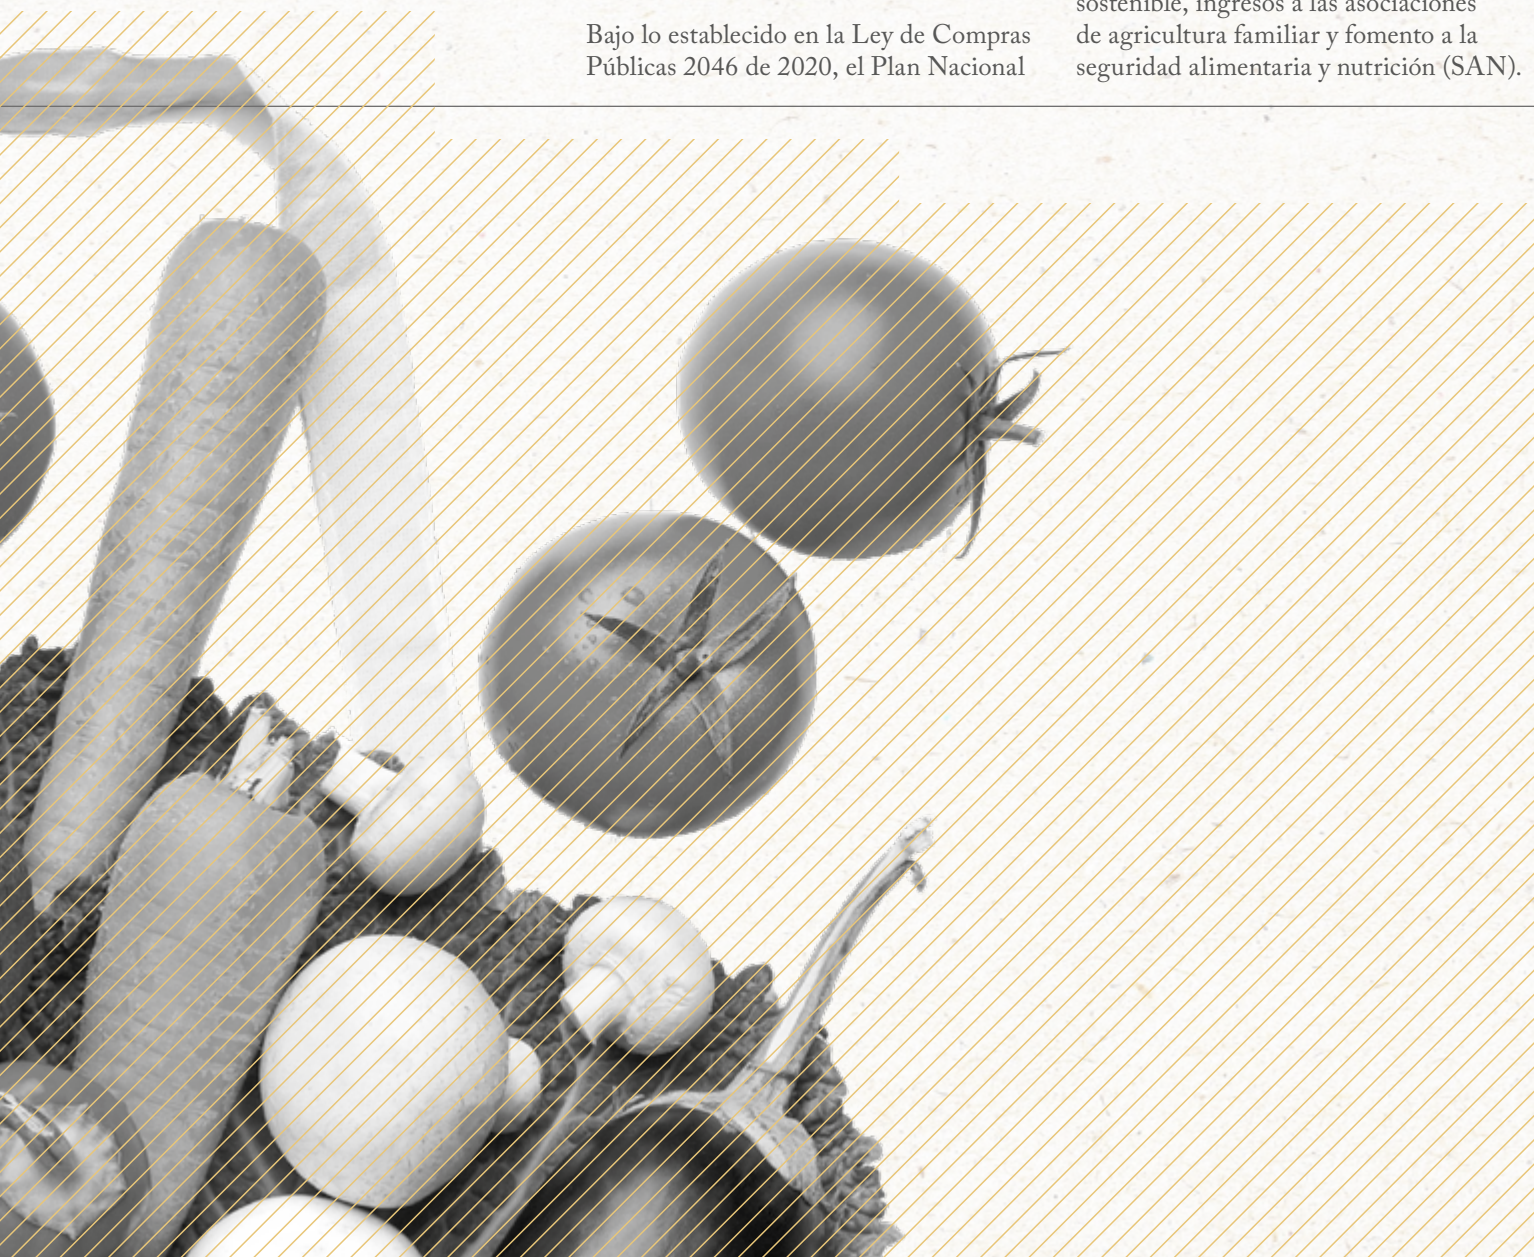 Bajo lo establecido en la Ley de Compras
Públicas 2046 de 2020, el Plan Nacional
sostenible, ingresos a las asociaciones
de agricultura familiar y fomento a la
seguridad alimentaria y nutrición (SAN).